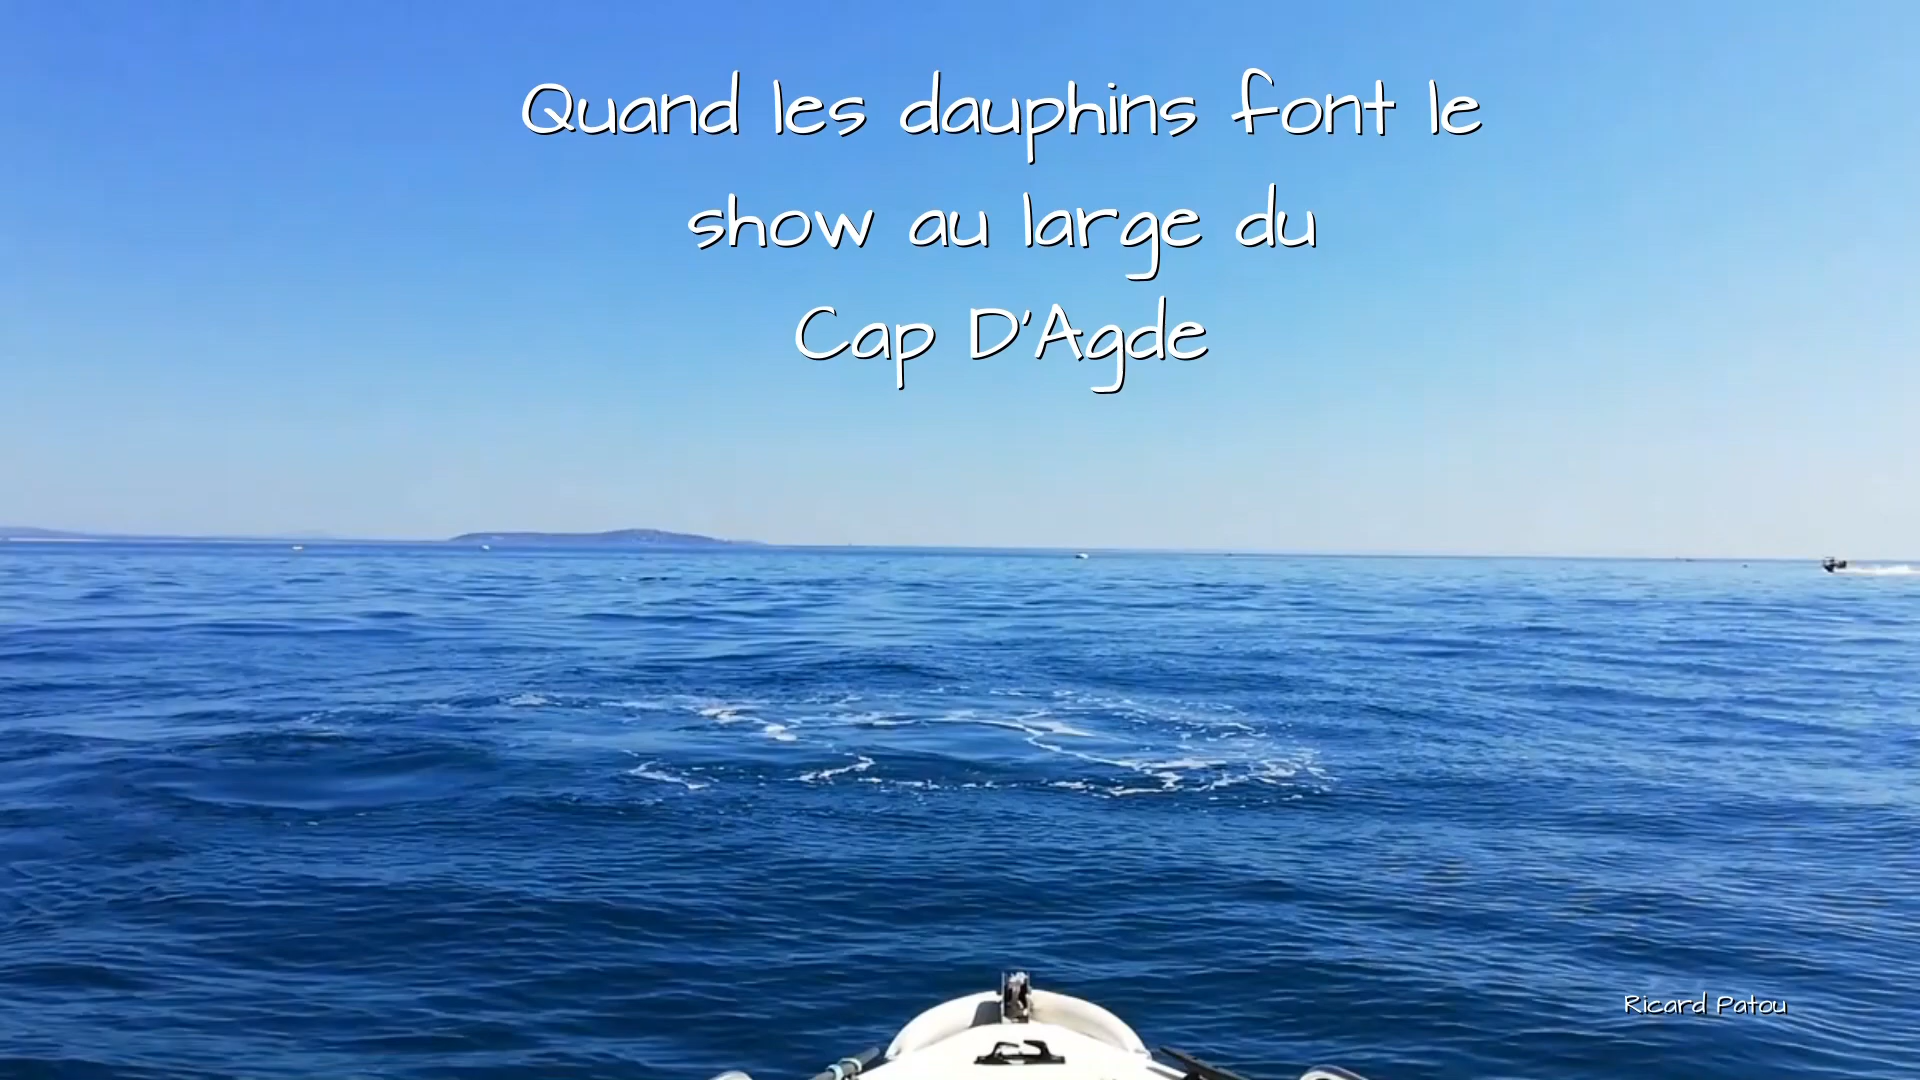 Quand les dauphins font le
show au large du
Cap D'Agde
Ricard Patou